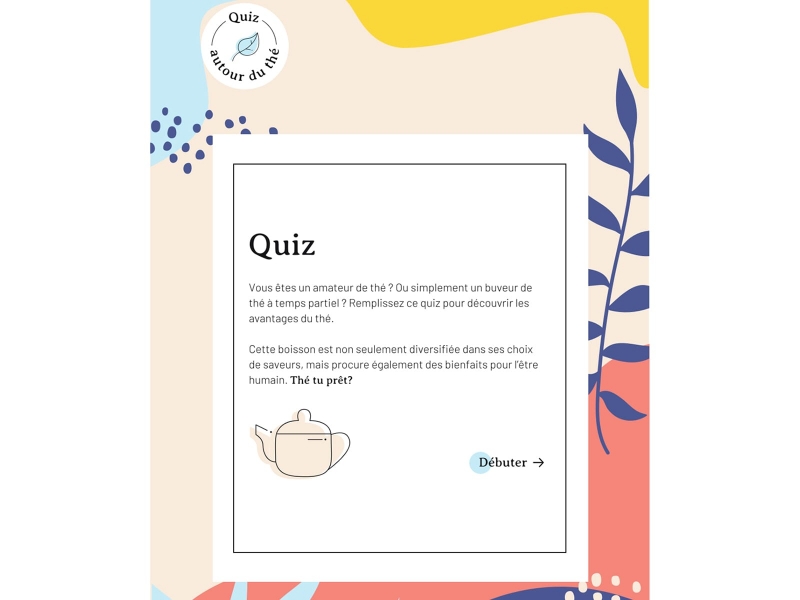 Quiz
autour du thé
Quiz
Vous êtes un amateur de thé ? Ou simplement un buveur de
thé à temps partiel ? Remplissez ce quiz pour découvrir les
avantages du thé.
Cette boisson est non seulement diversifiée dans ses choix
de saveurs, mais procure également des bienfaits pour l'être
humain. Thé tu prêt?
Débuter →